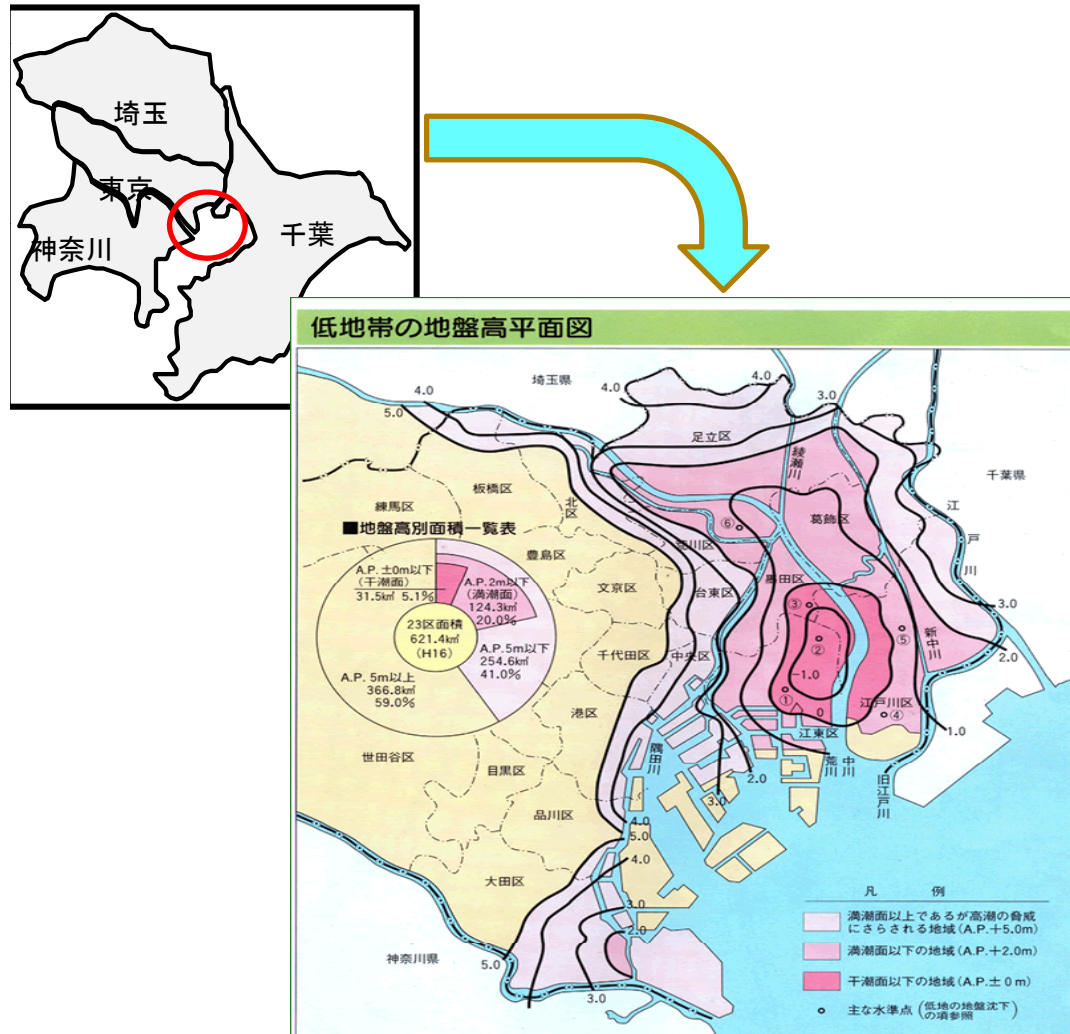 埼玉
東京
神奈川
千葉
低地帯の地盤高平面図
埼玉県
4.0
4.0
3.0
5.0
足立区
綾瀬川
千葉県
板橋区
北区
練馬区
葛飾区
江戸川
⑥
■地盤高別面積一覧表
荒川区
豊島区
A.P.±0m以下
(干潮面)
31.5k㎡ 5.1%
A.P.2m以下
(満潮面)
124.3k㎡
20.0%
23区面積
621.4k㎡
(H16)
A.P.5m以下
254.6k㎡
41.0%
A.P.5m以上
366.8k㎡
59.0%
文京区
台東区
墨田区
③
3.0
⑤
新中川
千代田区
中央区
②
2.0
-1.0
①
0
江戸川区
④
港区
江東区
1.0
世田谷区
隅田川
荒川
中川
旧江戸川
目黒区
2.0
3.0
品川区
4.0
5.0
4.0
大田区
3.0
2.0
神奈川県
5.0
3.0
凡 例
満潮面以上であるが高潮の脅威
にさらされる地域(A.P.+5.0m)
満潮面以下の地域(A.P.+2.0m)
干潮面以下の地域(A.P.±0m)
主な水準点(低地の地盤沈下
の項参照)